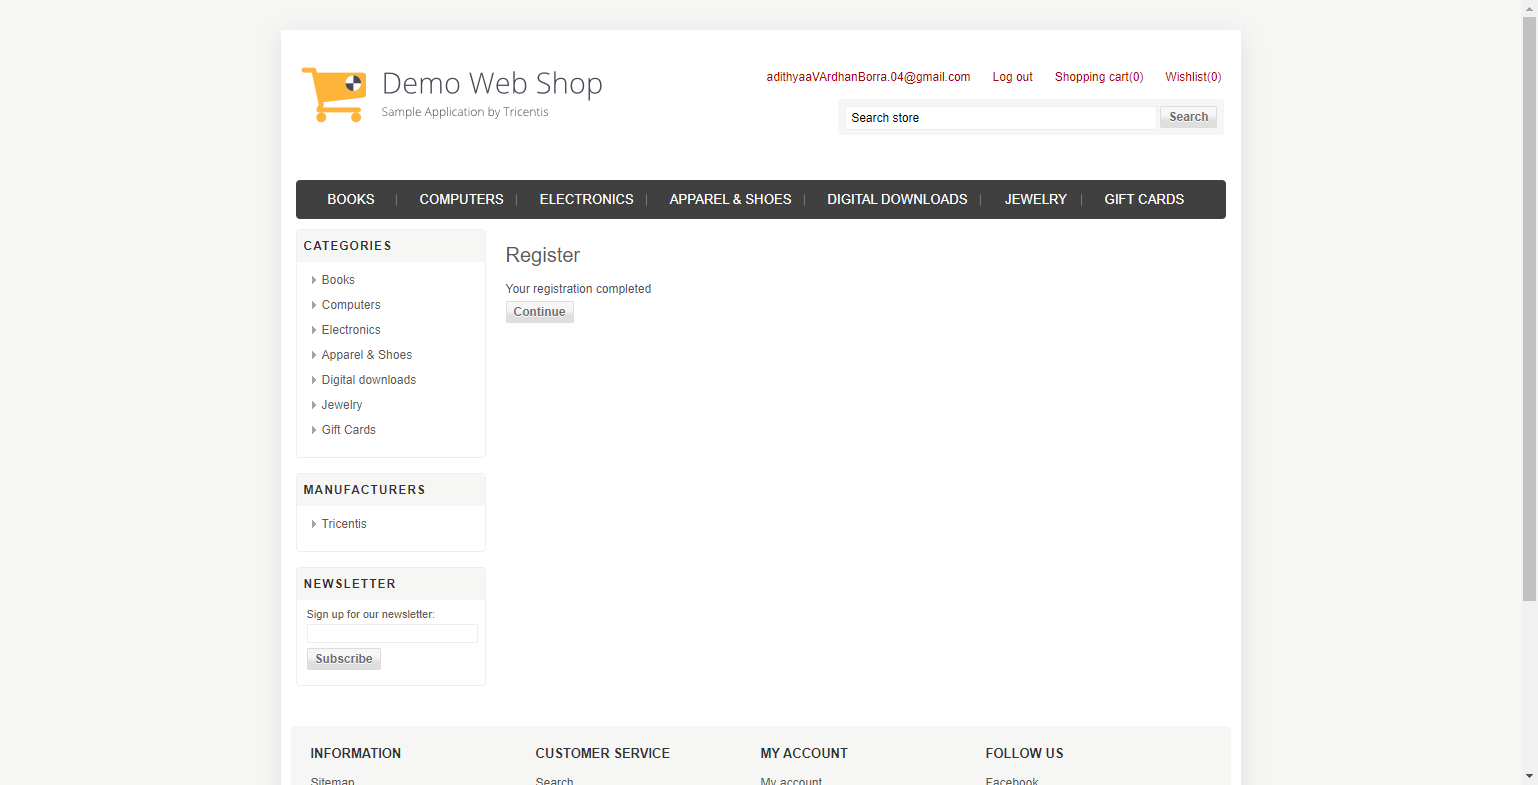 Demo Web Shop
Sample Application by Tricentis
adithyaaVArdhanBorra.04@gmail.com Log out Shopping cart(0) Wishlist(0)
Search store Search
BOOKS COMPUTERS ELECTRONICS APPAREL & SHOES DIGITAL DOWNLOADS JEWELRY GIFT CARDS
CATEGORIES
Books
Computers
Electronics
Apparel & Shoes
Digital downloads
Jewelry
Gift Cards
MANUFACTURERS
Tricentis
NEWSLETTER
Sign up for our newsletter:
Subscribe
Register
Your registration completed
Continue
INFORMATION CUSTOMER SERVICE MY ACCOUNT FOLLOW US
Sitemap Search My account Facebook